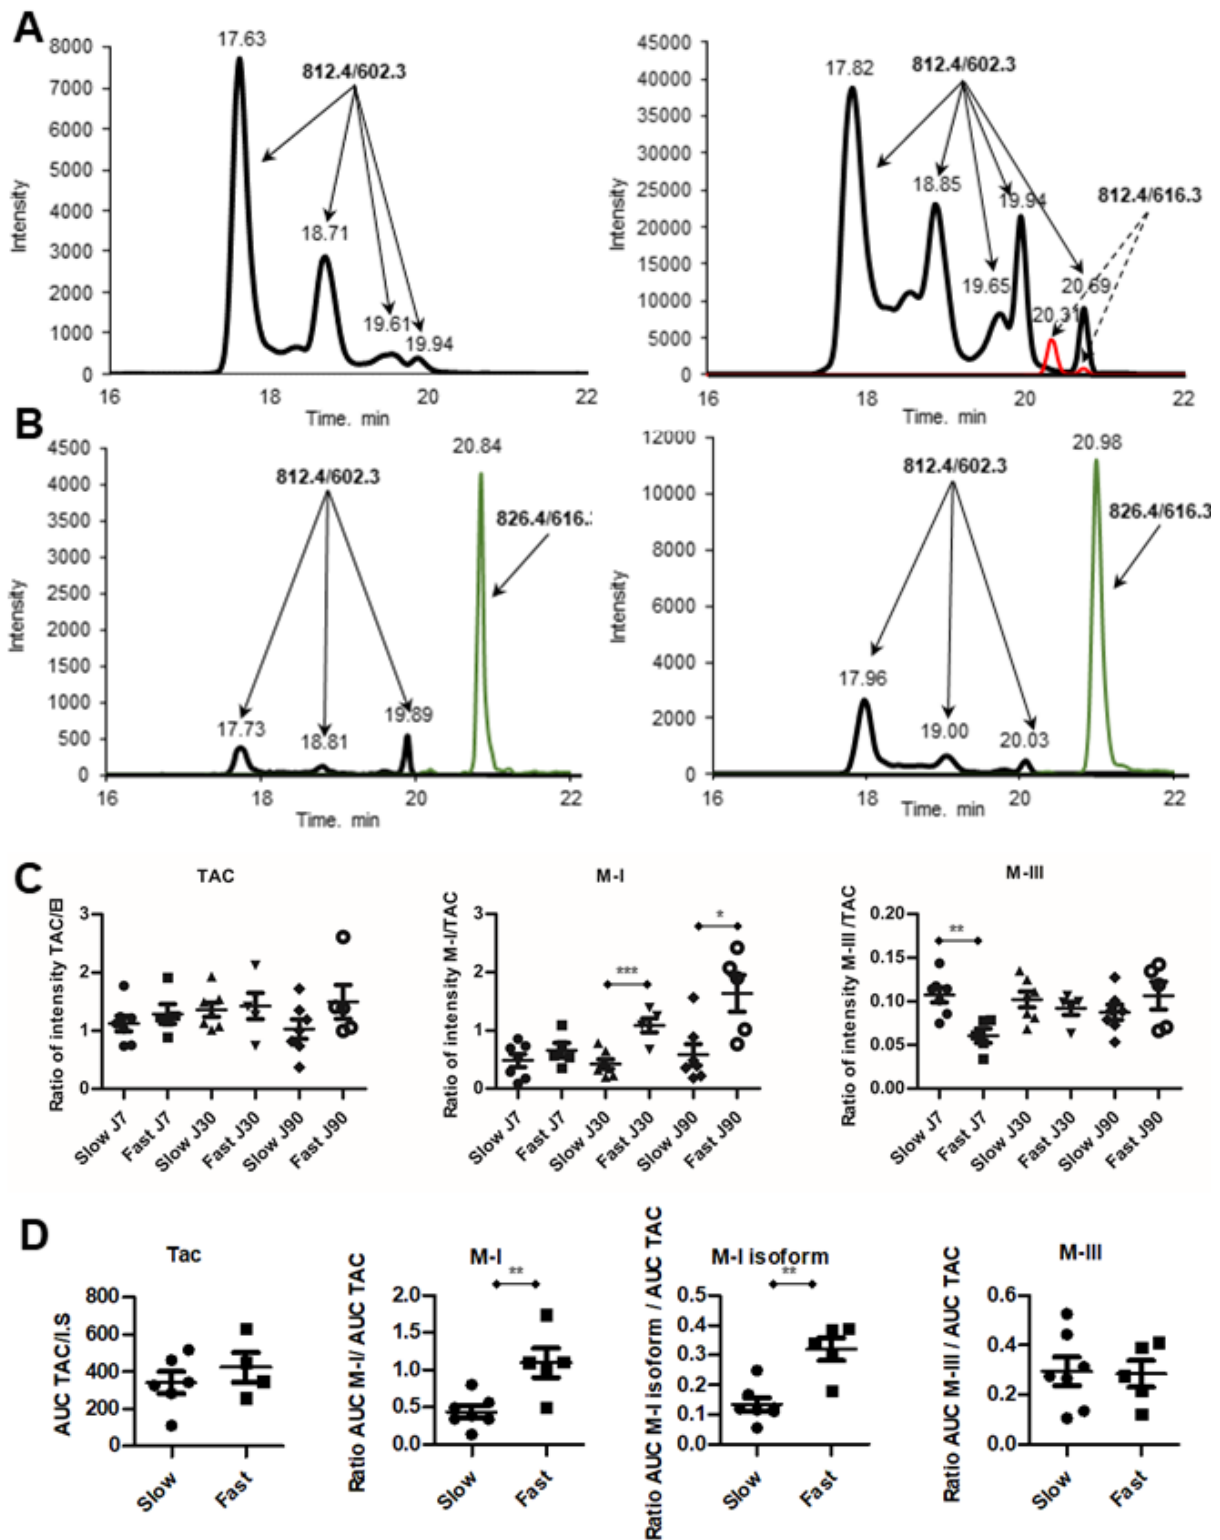 A
8000
7000
6000
5000
4000
3000
2000
1000
0
Intensity
17.63
812.4/602.3
18.71
19.61
19.94
16
18
20
22
Time. min
45000
40000
35000
30000
25000
20000
15000
10000
5000
0
Intensity
17.82
812.4/602.3
18.85
19.94
812.4/616.3
19.65
20.69
20.31
16
18
20
22
Time. min
B
4500
4000
3500
3000
2500
2000
1500
1000
500
0
Intensity
20.84
812.4/602.3
826.4/616.
17.73
18.81
19.89
16
18
20
22
Time. min
12000
10000
8000
6000
4000
2000
0
Intensity
20.98
812.4/602.3
826.4/616.3
17.96
19.00
20.03
16
18
20
22
Time. min
C
TAC
Ratio of intensity TAC/EI
3
2
1
0
Slow J7
Fast J7
Slow J30
Fast J30
Slow J90
Fast J90
M-I
Ratio of intensity M-I/TAC
3
2
1
0
***
*
Slow J7
Fast J7
Slow J30
Fast J30
Slow J90
Fast J90
M-III
Ratio of intensity M-III /TAC
0.20
0.15
0.10
0.05
0.00
**
Slow J7
Fast J7
Slow J30
Fast J30
Slow J90
Fast J90
D
Tac
AUC TAC/I.S
800
600
400
200
0
Slow
Fast
M-I
Ratio AUC M-I/ AUC TAC
2.0
1.5
1.0
0.5
0.0
**
Slow
Fast
M-I isoform
Ratio AUC M-I isoform / AUC TAC
0.5
0.4
0.3
0.2
0.1
0.0
**
Slow
Fast
M-III
Ratio AUC M-III / AUC TAC
0.6
0.4
0.2
0.0
Slow
Fast